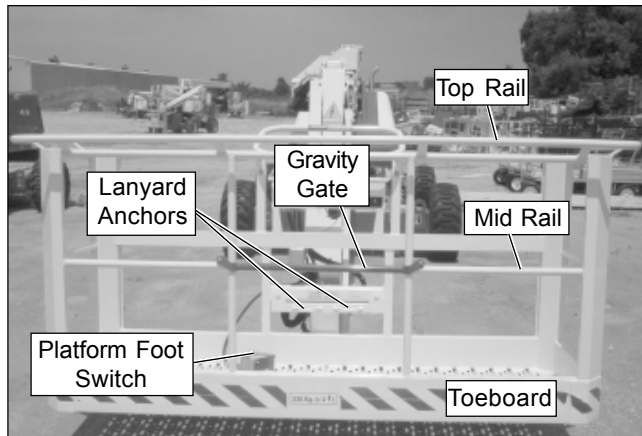 Top Rail
Gravity
Gate
Lanyard
Anchors
Mid Rail
Platform Foot
Switch
Toeboard